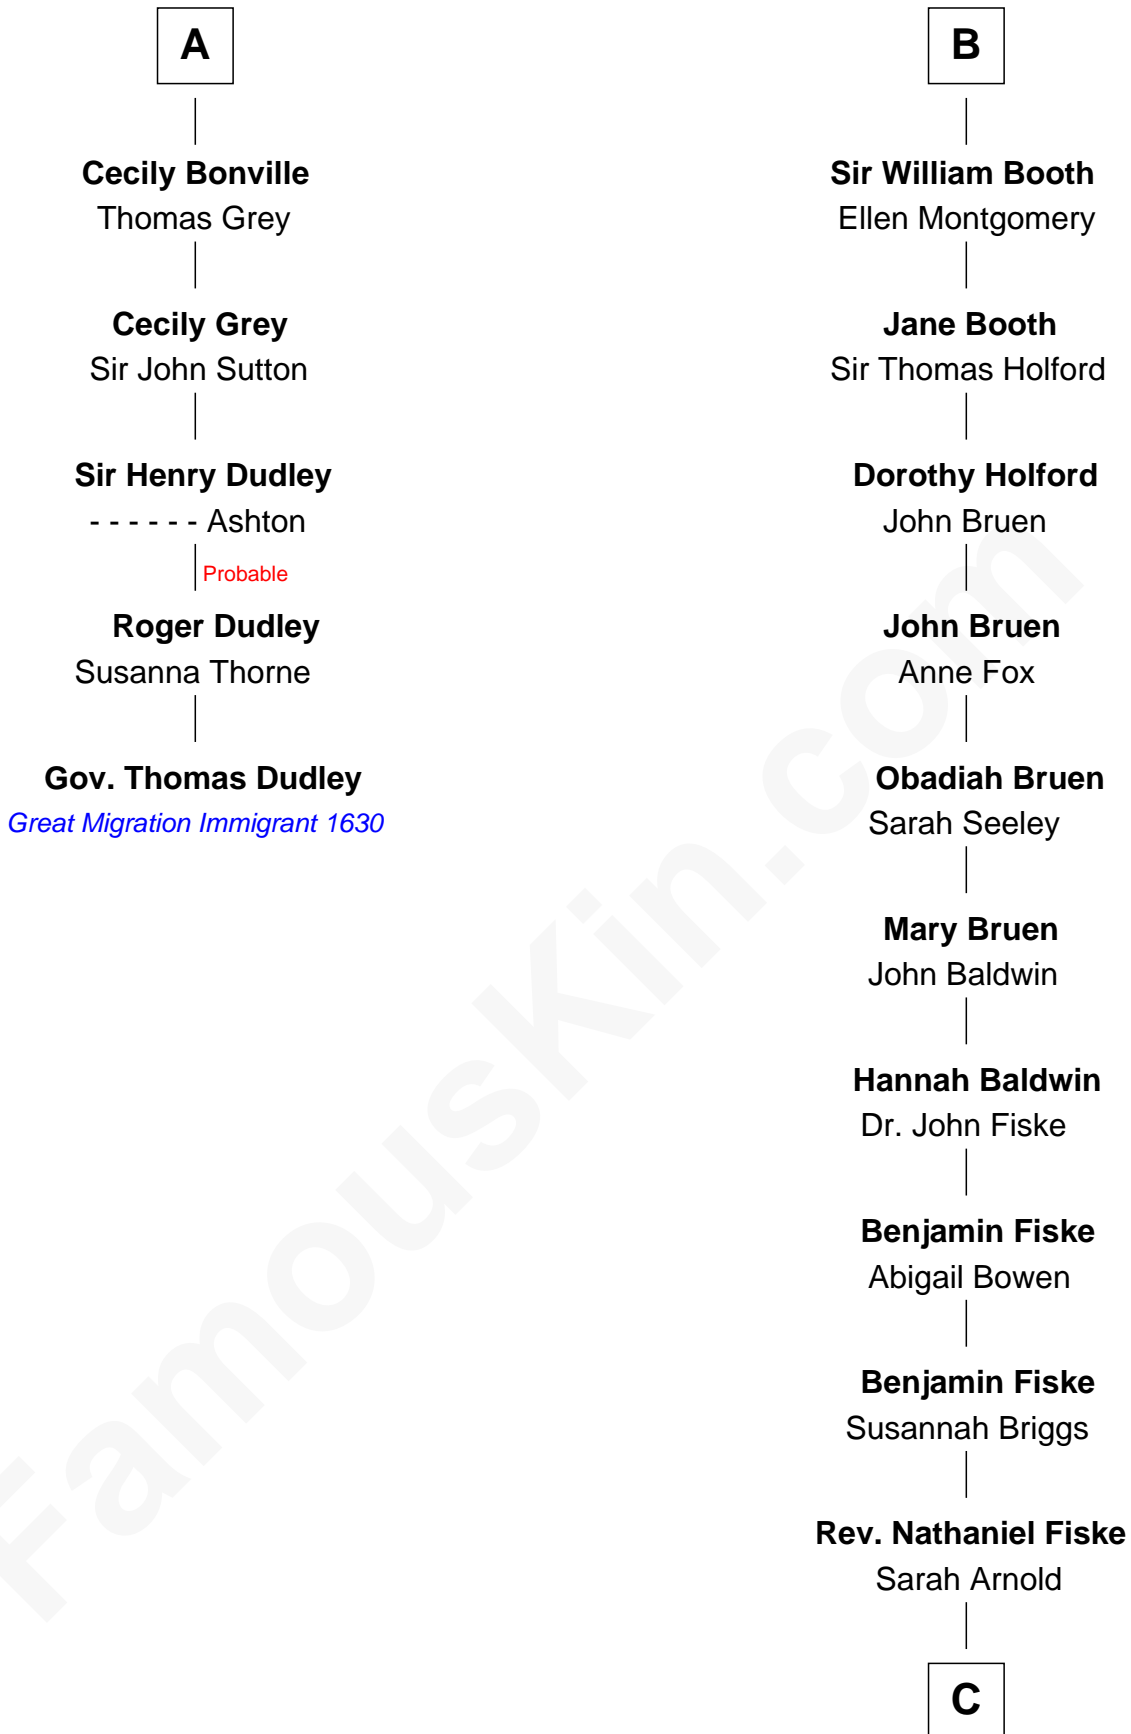 A
Cecily Bonville
Thomas Grey
Cecily Grey
Sir John Sutton
Sir Henry Dudley
- - - - - - Ashton
Probable
Roger Dudley
Susanna Thorne
Gov. Thomas Dudley
Great Migration Immigrant 1630
B
Sir William Booth
Ellen Montgomery
Jane Booth
Sir Thomas Holford
Dorothy Holford
John Bruen
John Bruen
Anne Fox
Obadiah Bruen
Sarah Seeley
Mary Bruen
John Baldwin
Hannah Baldwin
Dr. John Fiske
Benjamin Fiske
Abigail Bowen
Benjamin Fiske
Susannah Briggs
Rev. Nathaniel Fiske
Sarah Arnold
C
FamousKin.com